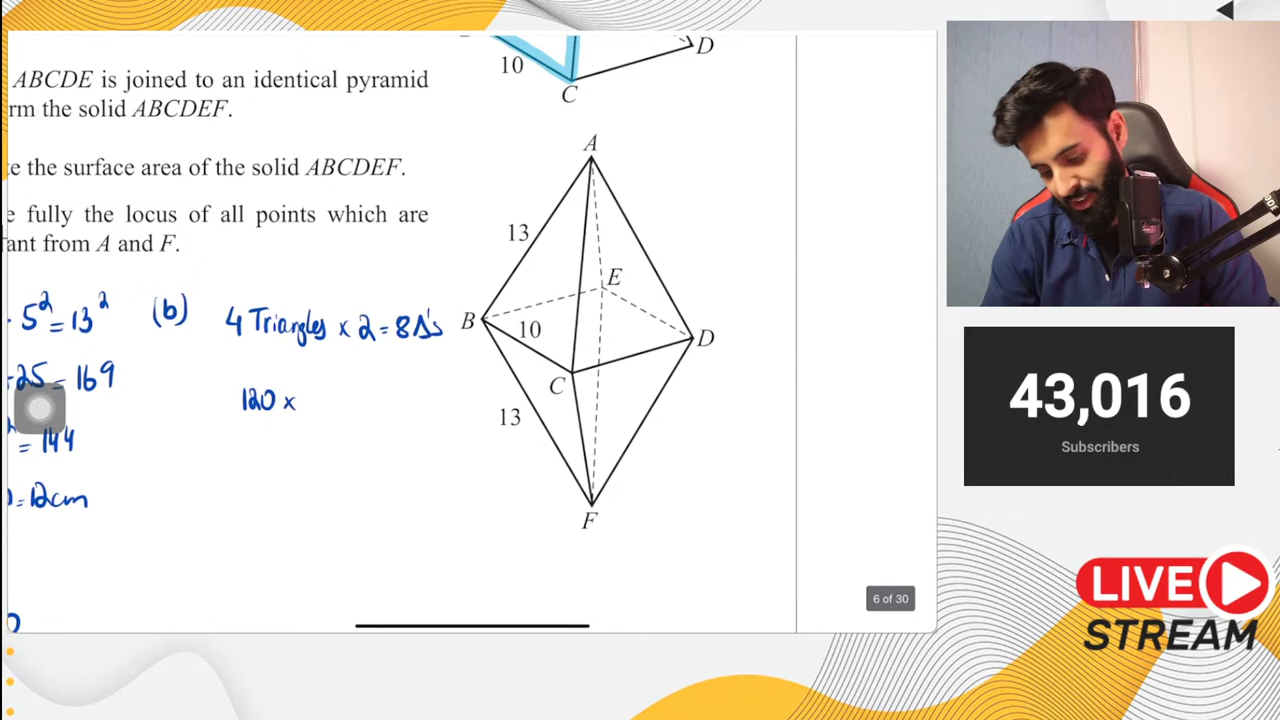 D
10
C
ABCDE is joined to an identical pyramid
rm the solid ABCDEF.
te the surface area of the solid ABCDEF.
e fully the locus of all points which are
ant from A and F.
A
13
E
B
10
D
C
13
F
5² = 13²
25 = 169
= 144
= 12cm
(b)
4 Triangles × 2 = 8 Δ's
120 ×
6 of 30
43,016
Subscribers
LIVE
STREAM